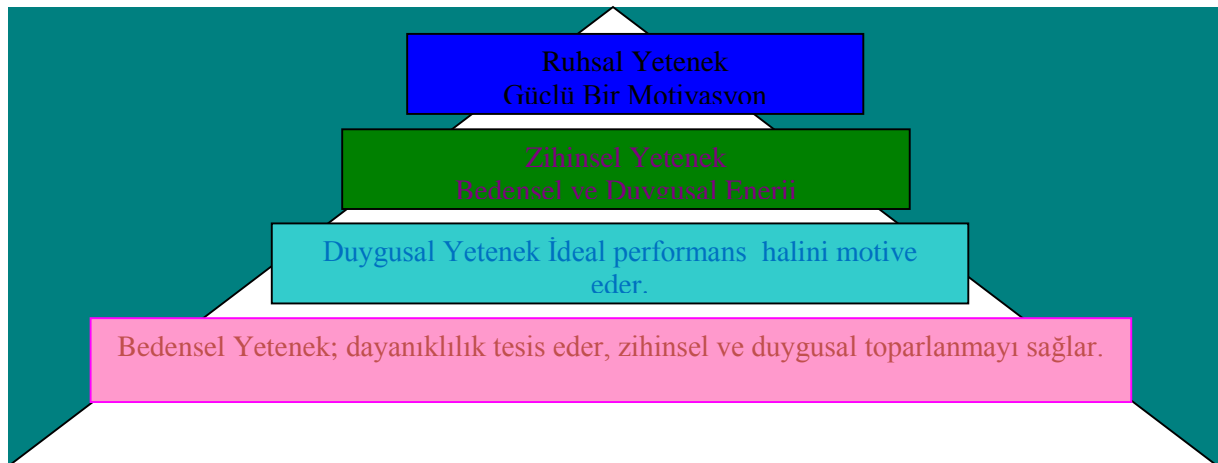 Ruhsal Yetenek
Güçlü Bir Motivasyon
Zihinsel Yetenek
Bedensel ve Duygusal Enerji
Duygusal Yetenek İdeal performans  halini motive
eder.
Bedensel Yetenek; dayanıklılık tesis eder, zihinsel ve duygusal toparlanmayı sağlar.